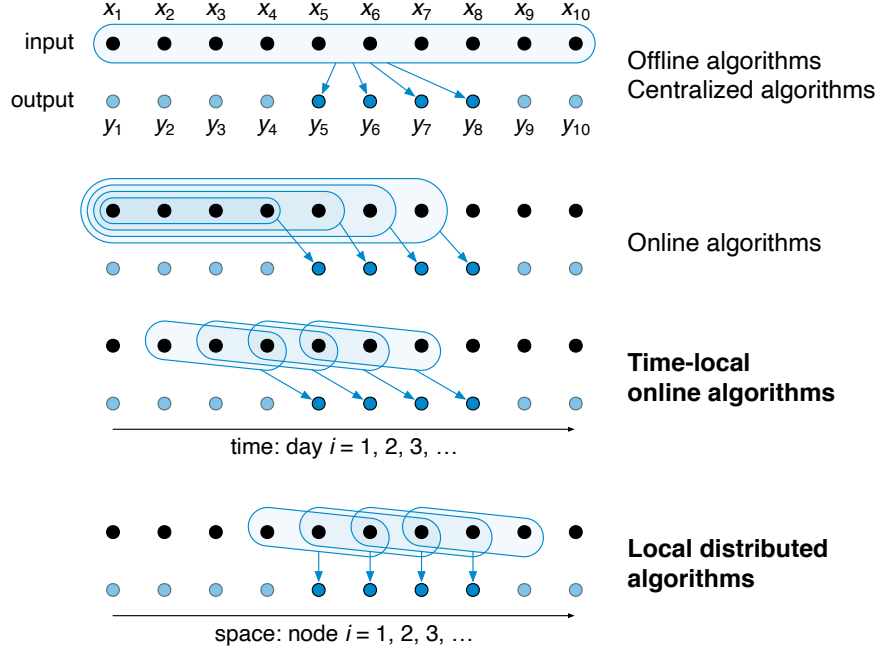 x1 x2 x3 x4 x5 x6 x7 x8 x9 x10
input
Offline algorithms
Centralized algorithms
output
y1 y2 y3 y4 y5 y6 y7 y8 y9 y10
Online algorithms
Time-local
online algorithms
time: day i = 1, 2, 3, …
Local distributed
algorithms
space: node i = 1, 2, 3, …